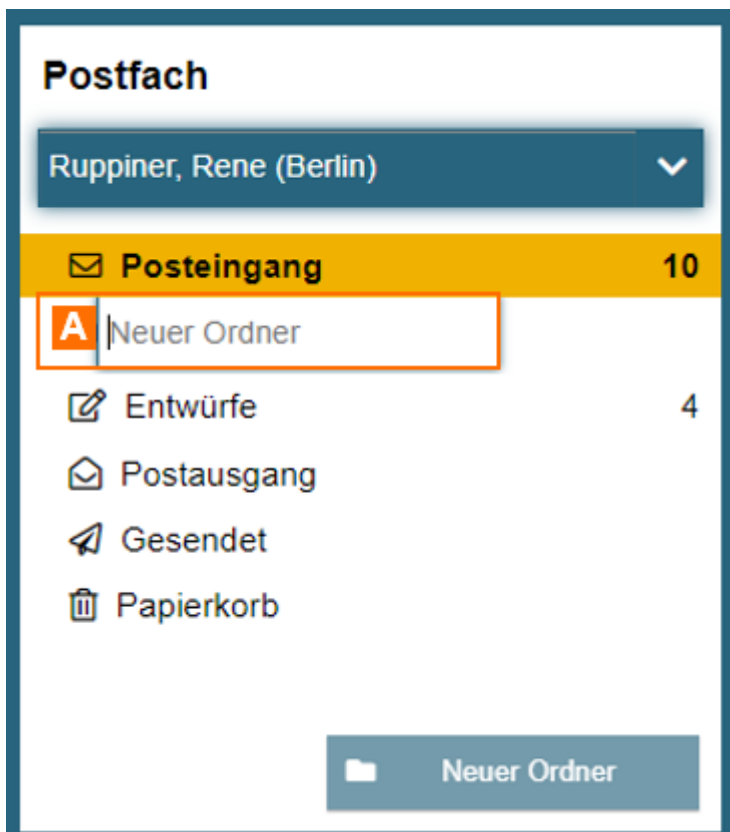 Postfach
Ruppiner, Rene (Berlin)
Posteingang 10
A Neuer Ordner
Entwürfe 4
Postausgang
Gesendet
Papierkorb
Neuer Ordner